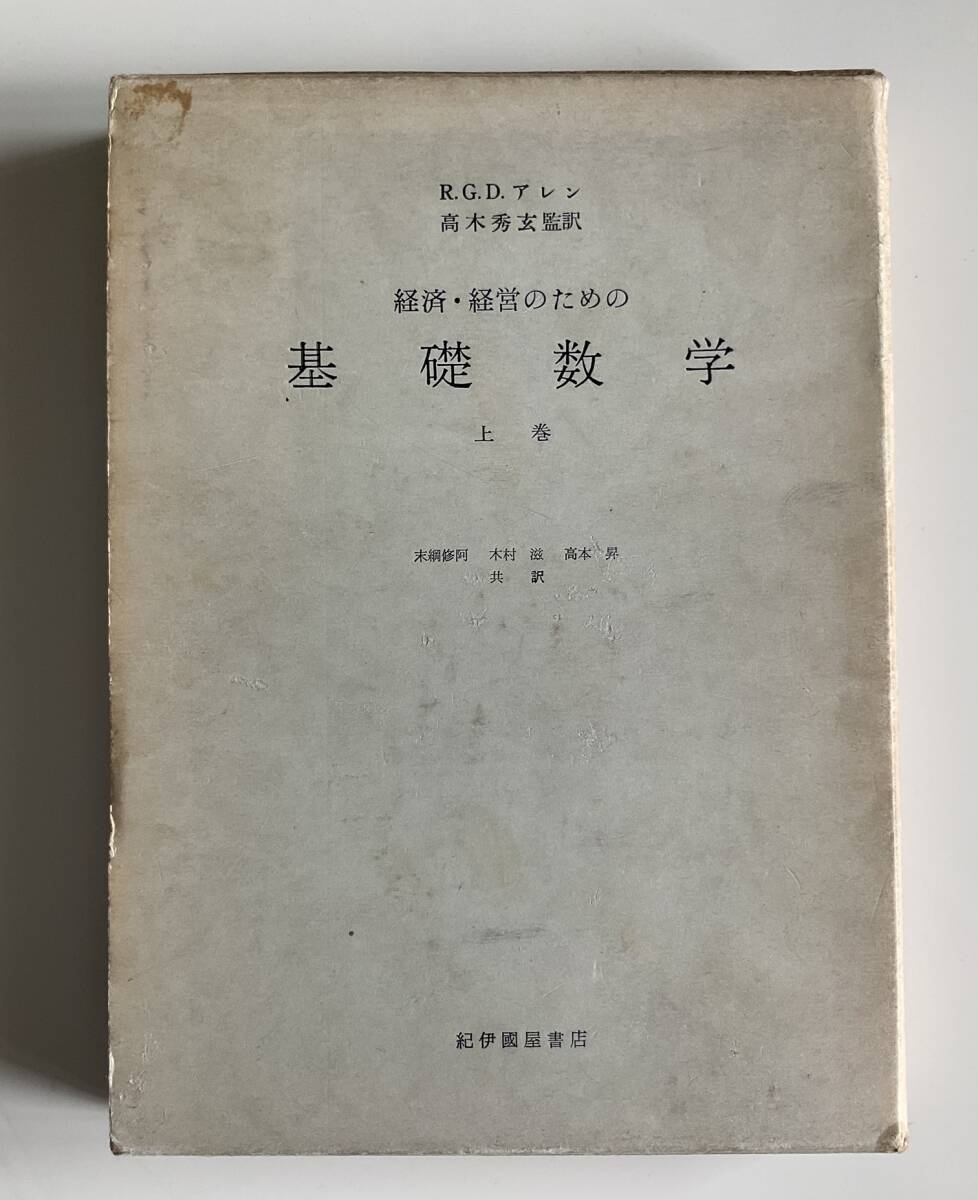 R.G.D.アレン
高木秀玄監訳
経済・経営のための
基礎数学
上巻
末綱修阿 木村 滋 高本 昇
共訳
紀伊國屋書店